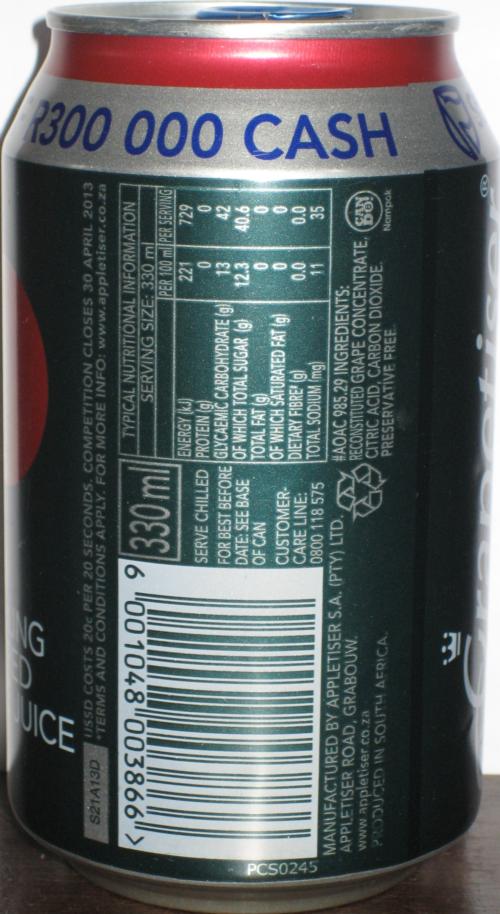 R300 000 CASH
USSD COSTS 20c PER 20 SECONDS. COMPETITION CLOSES 30 APRIL 2013
*TERMS AND CONDITIONS APPLY. FOR MORE INFO: www.appletiser.co.za
S21A13D
TYPICAL NUTRITIONAL INFORMATION
SERVING SIZE: 330 ml
PER 100 ml PER SERVING
ENERGY (kJ) 221 729
PROTEIN (g) 0 0
GLYCAEMIC CARBOHYDRATE (g) 13 42
OF WHICH TOTAL SUGAR (g) 12.3 40.6
TOTAL FAT (g) 0 0
OF WHICH SATURATED FAT (g) 0 0
DIETARY FIBRE# (g) 0.0 0.0
TOTAL SODIUM (mg) 11 35
#AOAC 985.29 INGREDIENTS:
RECONSTITUTED GRAPE CONCENTRATE,
CITRIC ACID, CARBON DIOXIDE.
PRESERVATIVE FREE.
CAN DO!
Nampak
330 ml
SERVE CHILLED
FOR BEST BEFORE
DATE: SEE BASE
OF CAN
CUSTOMER-
CARE LINE:
0800 118 575
6 001048 003866 >
MANUFACTURED BY APPLETISER S.A. (PTY) LTD.
APPLETISER ROAD, GRABOUW.
www.appletiser.co.za
PRODUCED IN SOUTH AFRICA.
PCS0245
NG
ED
JUICE
Grapetiser
®